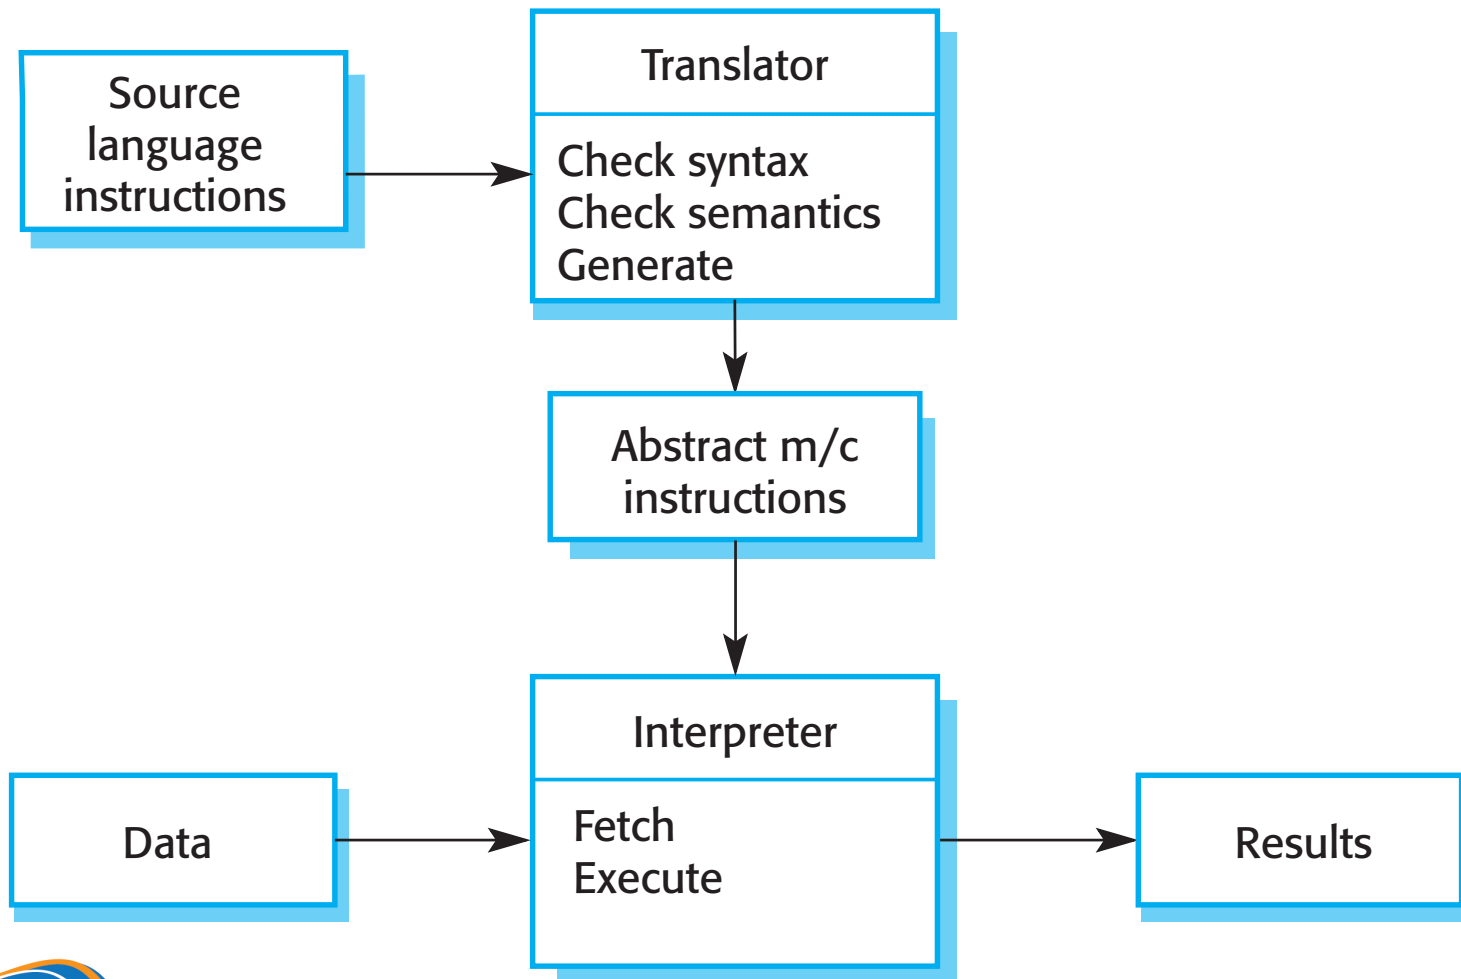 Source
language
instructions
Translator
Check syntax
Check semantics
Generate
Abstract m/c
instructions
Interpreter
Fetch
Execute
Data
Results